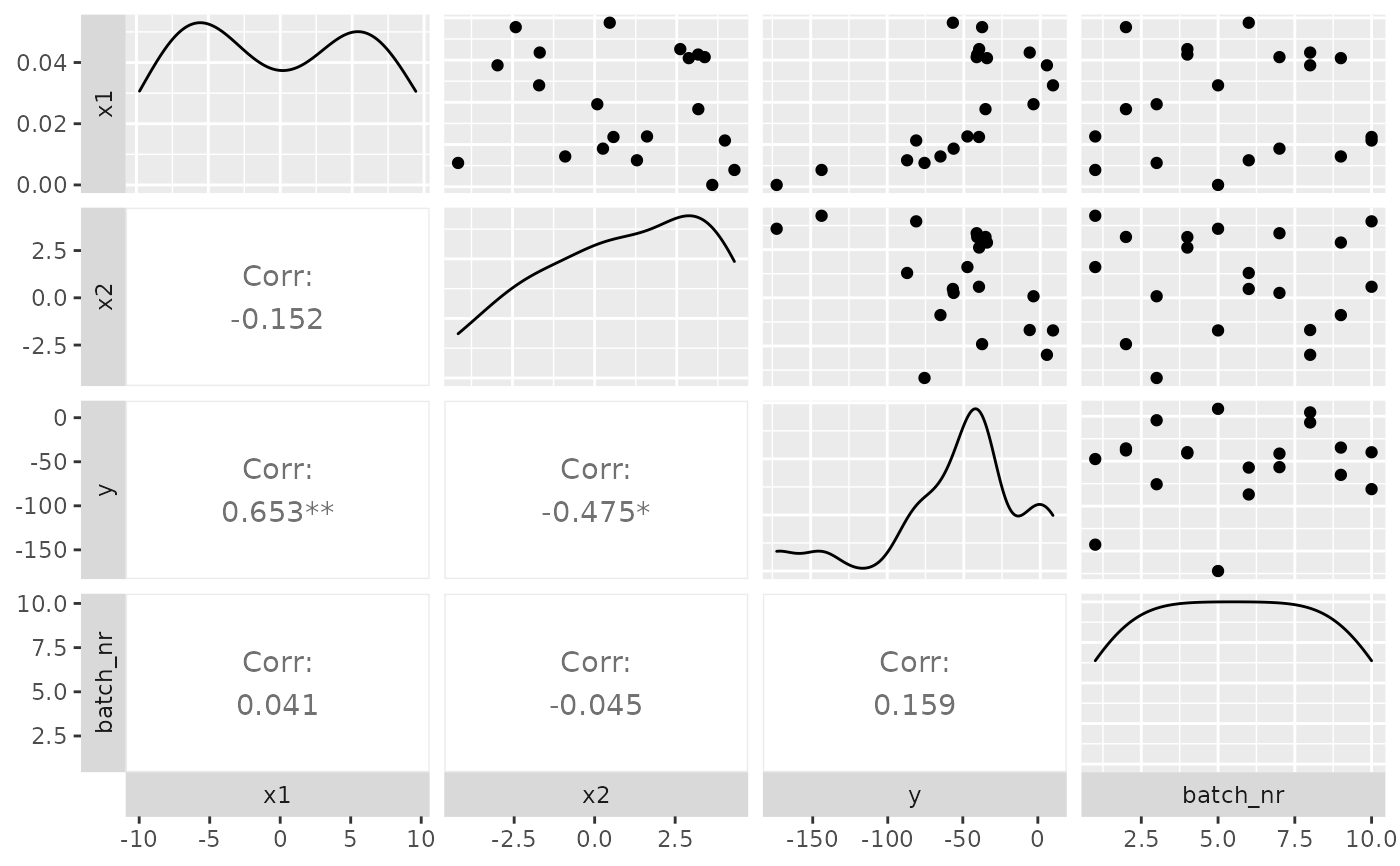 0.04
0.02
0.00
x1
2.5
0.0
-2.5
x2
Corr:
-0.152
0
-50
-100
-150
y
Corr:
0.653**
Corr:
-0.475*
10.0
7.5
5.0
2.5
batch_nr
Corr:
0.041
Corr:
-0.045
Corr:
0.159
x1 x2 y batch_nr
-10 -5 0 5 10 -2.5 0.0 2.5 -150 -100 -50 0 2.5 5.0 7.5 10.0